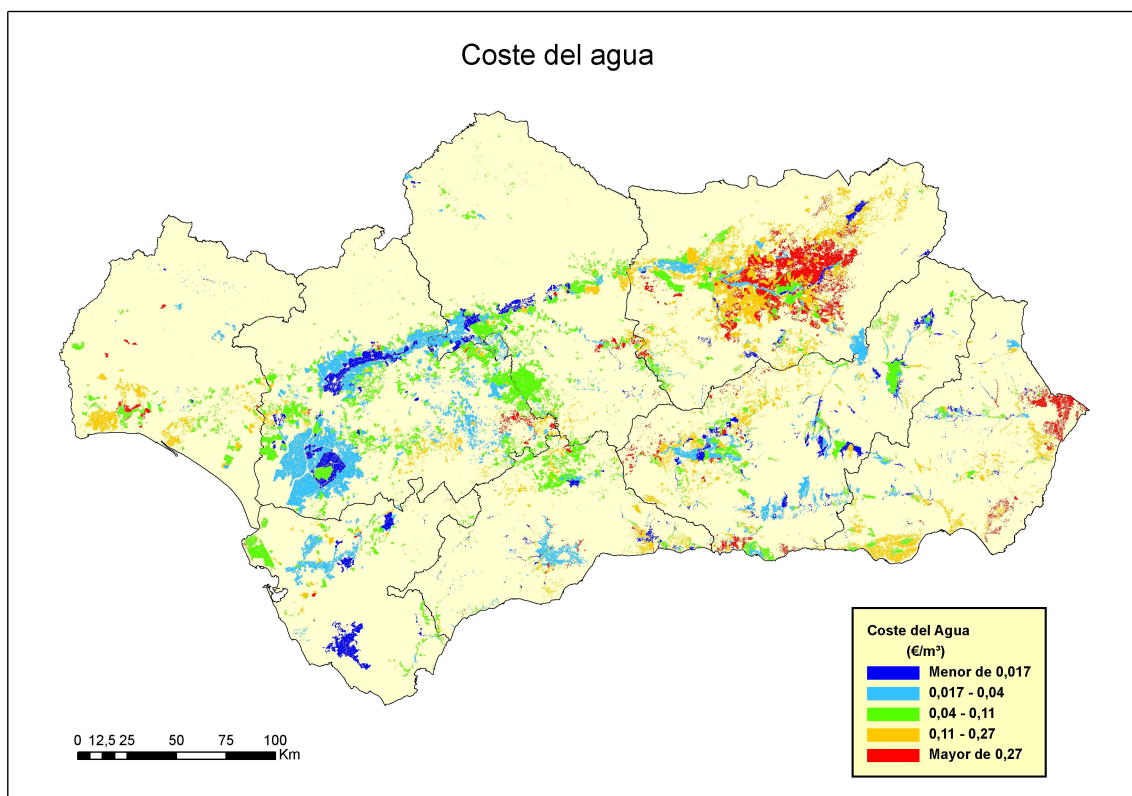 Coste del agua
Coste del Agua
(€/m³)
Menor de 0,017
0,017 - 0,04
0,04 - 0,11
0,11 - 0,27
Mayor de 0,27
0 12,5 25 50 75 100
Km